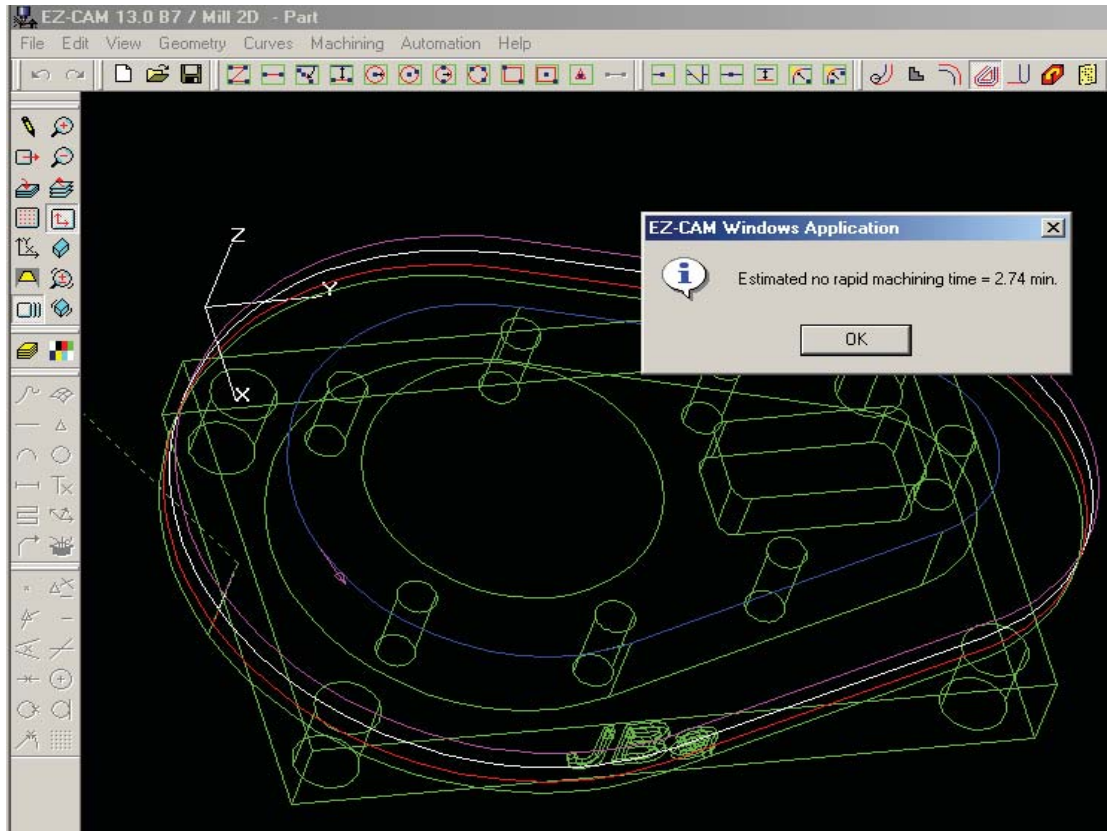 EZ-CAM 13.0 B7 / Mill 2D - Part
File Edit View Geometry Curves Machining Automation Help
Z
Y
X
EZ-CAM Windows Application
Estimated no rapid machining time = 2.74 min.
OK